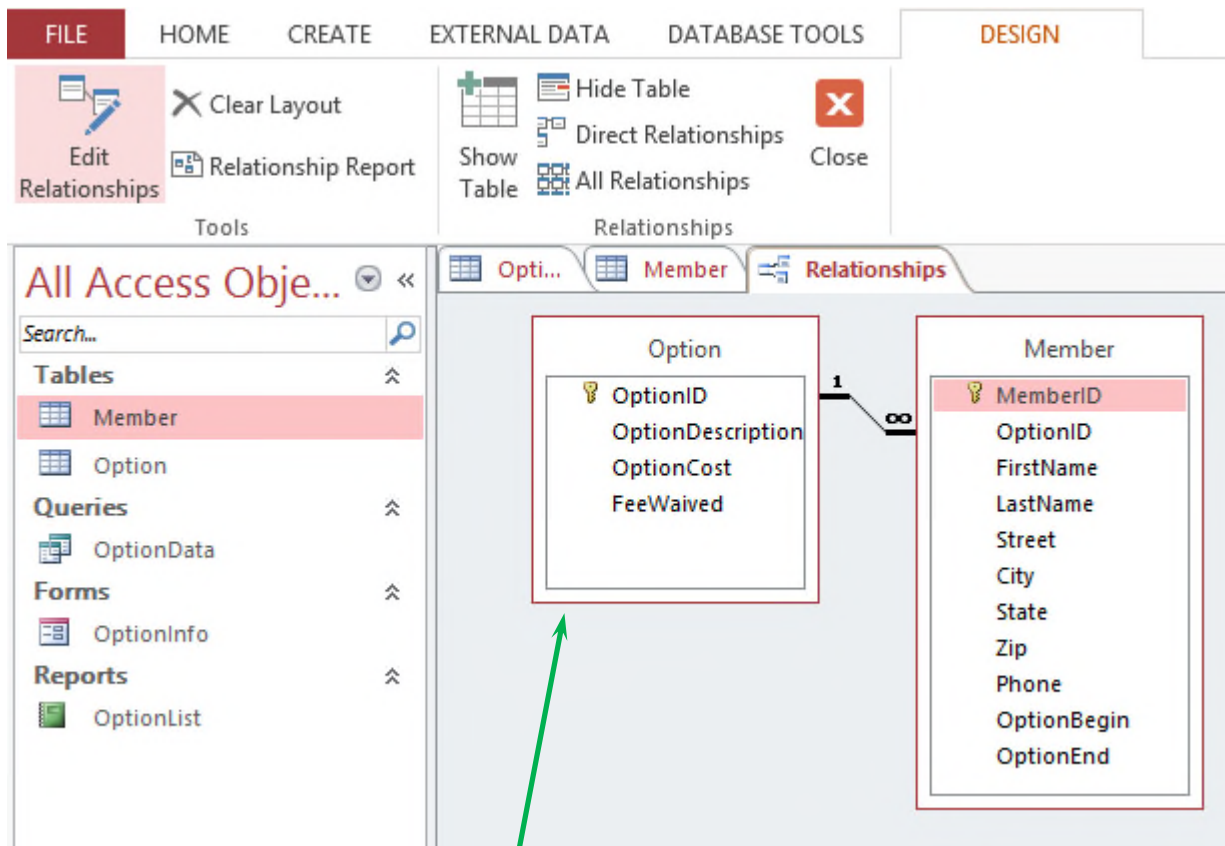 FILE HOME CREATE EXTERNAL DATA DATABASE TOOLS DESIGN
Edit
Relationships
Clear Layout
Relationship Report
Tools
Show
Table
Hide Table
Direct Relationships
All Relationships
Close
Relationships
All Access Obje...
Search...
Tables
Member
Option
Queries
OptionData
Forms
OptionInfo
Reports
OptionList
Opti... Member Relationships
Option
OptionID
OptionDescription
OptionCost
FeeWaived
1
∞
Member
MemberID
OptionID
FirstName
LastName
Street
City
State
Zip
Phone
OptionBegin
OptionEnd